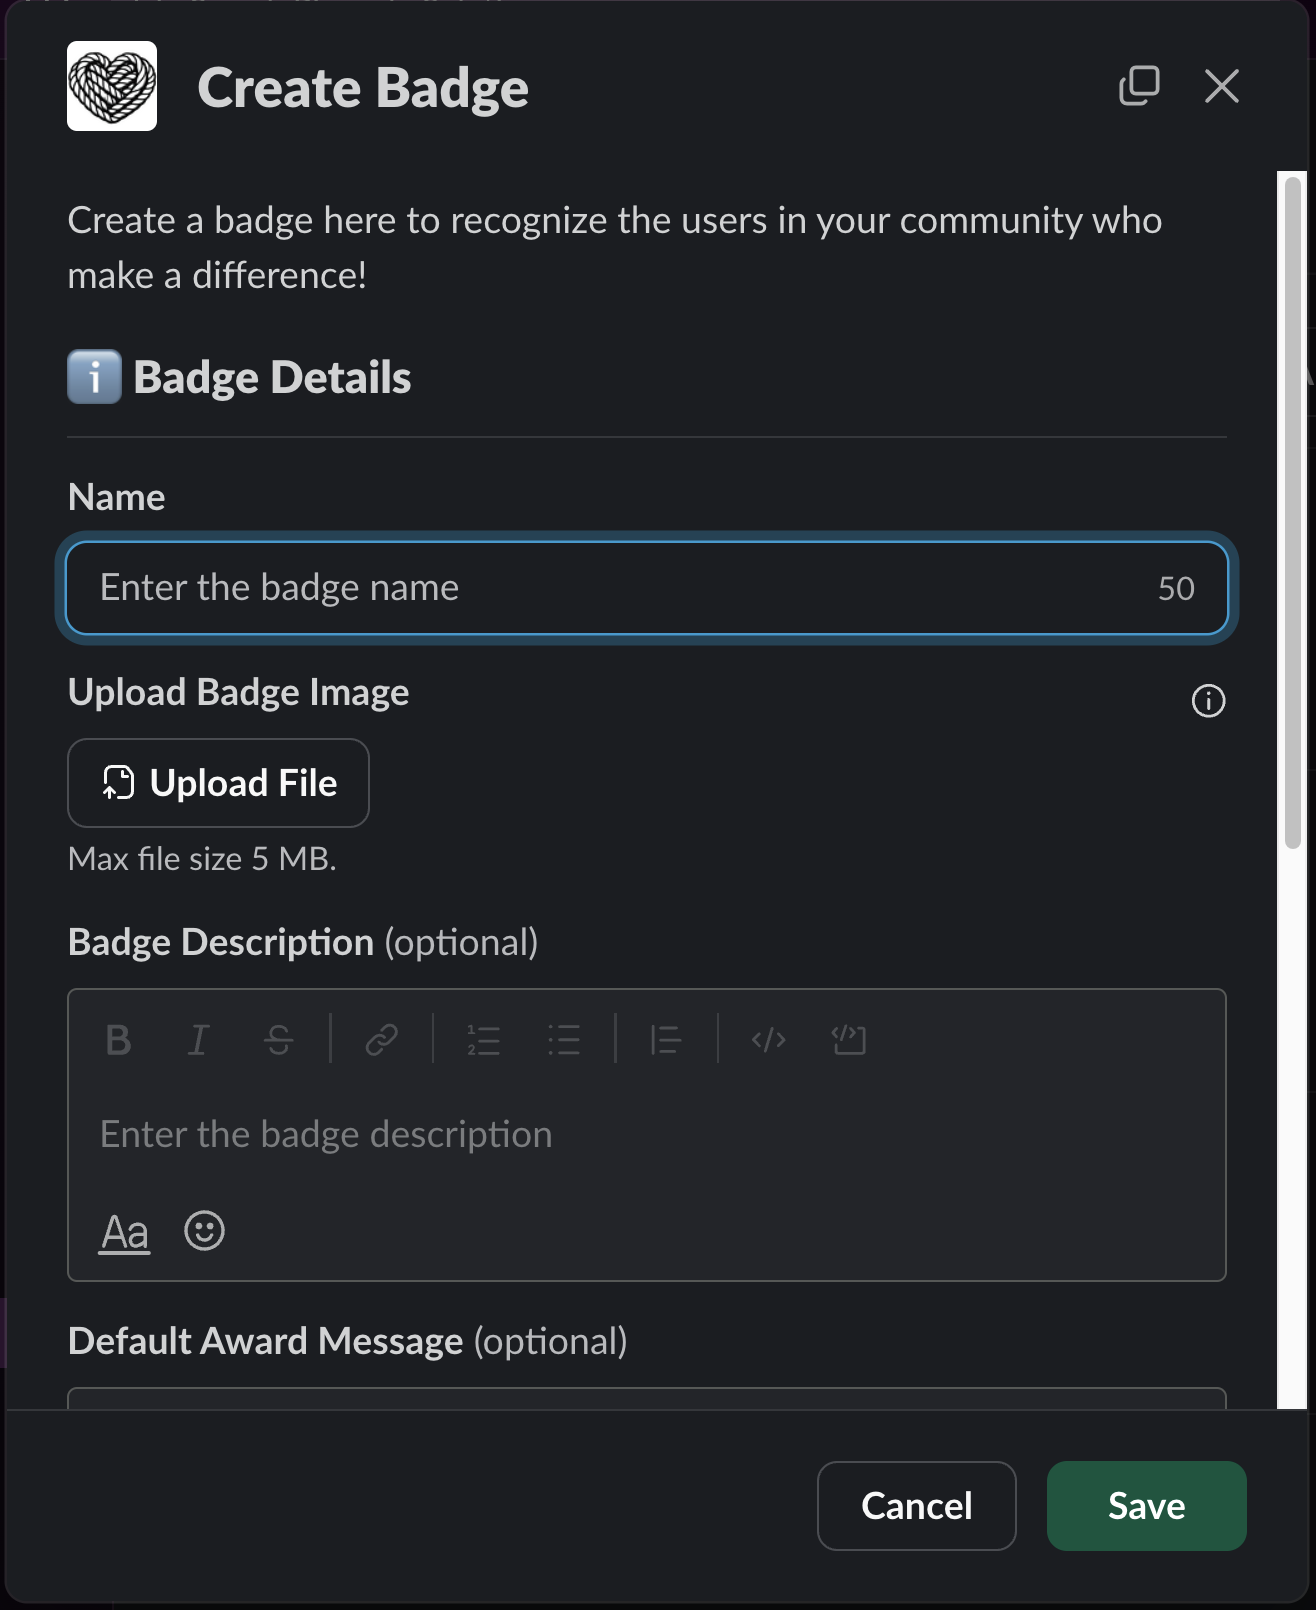 Create Badge
Create a badge here to recognize the users in your community who
make a difference!
Badge Details
Name
Enter the badge name
50
Upload Badge Image
Upload File
Max file size 5 MB.
Badge Description (optional)
Enter the badge description
Aa
Default Award Message (optional)
Cancel
Save